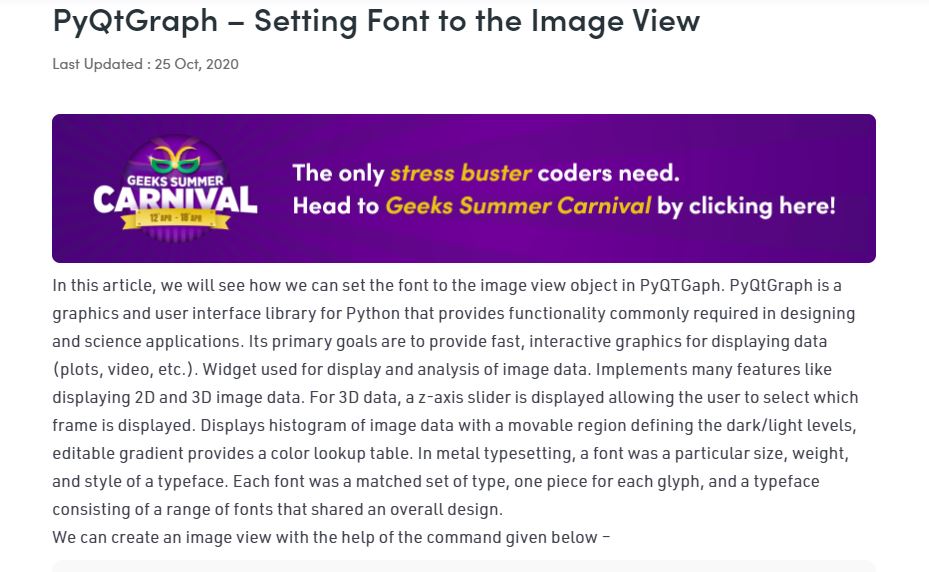 PyQtGraph – Setting Font to the Image View
Last Updated : 25 Oct, 2020
GEEKS SUMMER
CARNIVAL
12 APR - 18 APR
The only stress buster coders need.
Head to Geeks Summer Carnival by clicking here!
In this article, we will see how we can set the font to the image view object in PyQTGaph. PyQtGraph is a
graphics and user interface library for Python that provides functionality commonly required in designing
and science applications. Its primary goals are to provide fast, interactive graphics for displaying data
(plots, video, etc.). Widget used for display and analysis of image data. Implements many features like
displaying 2D and 3D image data. For 3D data, a z-axis slider is displayed allowing the user to select which
frame is displayed. Displays histogram of image data with a movable region defining the dark/light levels,
editable gradient provides a color lookup table. In metal typesetting, a font was a particular size, weight,
and style of a typeface. Each font was a matched set of type, one piece for each glyph, and a typeface
consisting of a range of fonts that shared an overall design.
We can create an image view with the help of the command given below –